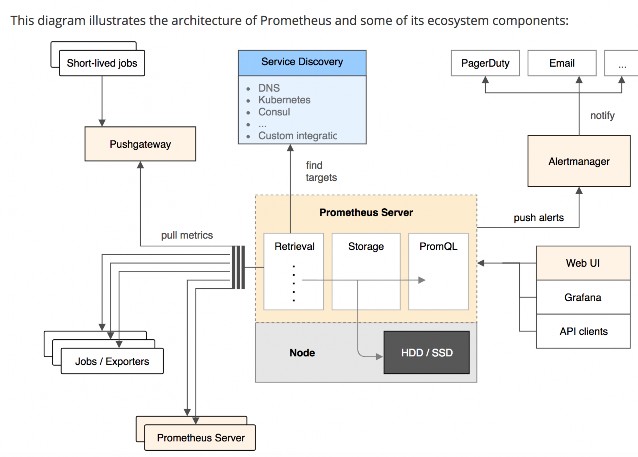 This diagram illustrates the architecture of Prometheus and some of its ecosystem components:
Short-lived jobs
Service Discovery
DNS
Kubernetes
Consul
...
Custom integratic
PagerDuty
Email
...
notify
Pushgateway
Alertmanager
find
targets
Prometheus Server
push alerts
pull metrics
Retrieval
Storage
PromQL
Web UI
Grafana
API clients
Node
HDD / SSD
Jobs / Exporters
Prometheus Server